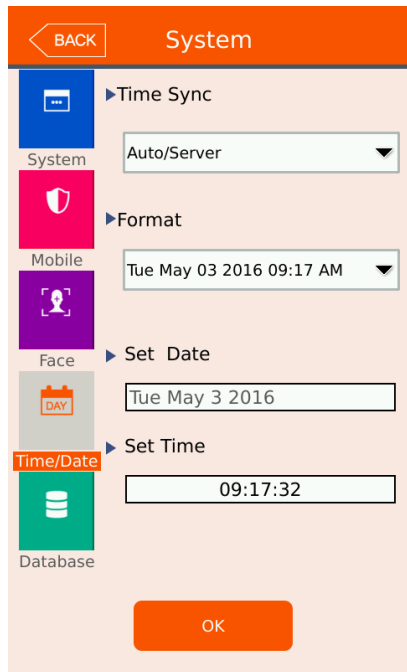 BACK
System
System
Mobile
Face
DAY
Time/Date
Database
Time Sync
Auto/Server
Format
Tue May 03 2016 09:17 AM
Set Date
Tue May 3 2016
Set Time
09:17:32
OK